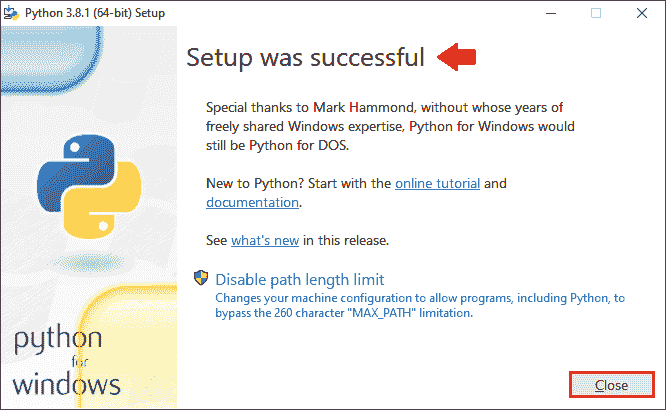 Python 3.8.1 (64-bit) Setup
Setup was successful
Special thanks to Mark Hammond, without whose years of
freely shared Windows expertise, Python for Windows would
still be Python for DOS.
New to Python? Start with the online tutorial and
documentation.
See what's new in this release.
Disable path length limit
Changes your machine configuration to allow programs, including Python, to
bypass the 260 character "MAX_PATH" limitation.
python
for
windows
Close